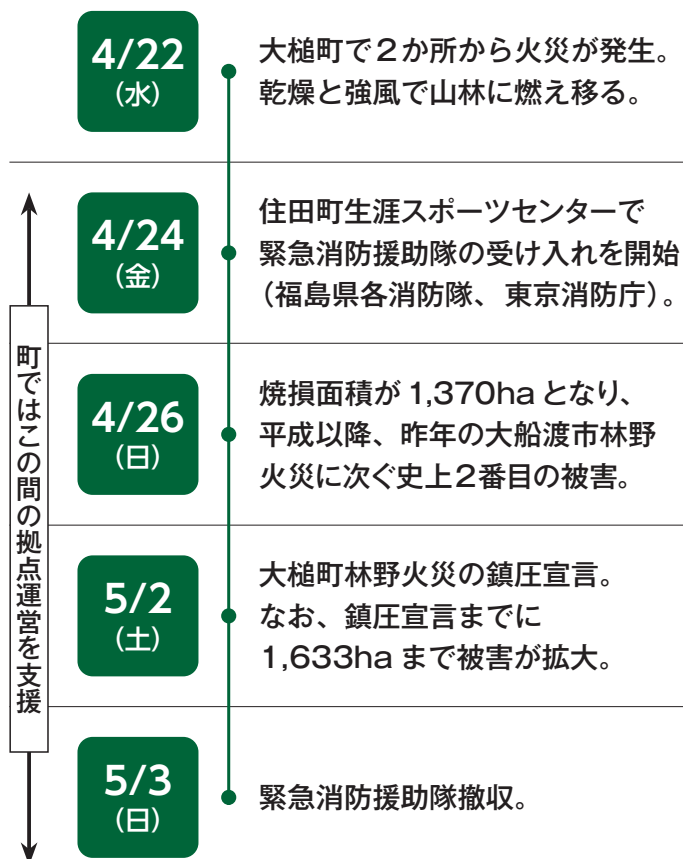 4/22
(水)
大槌町で2か所から火災が発生。
乾燥と強風で山林に燃え移る。
町ではこの間の拠点運営を支援
4/24
(金)
住田町生涯スポーツセンターで
緊急消防援助隊の受け入れを開始
(福島県各消防隊、東京消防庁)。
4/26
(日)
焼損面積が 1,370ha となり、
平成以降、昨年の大船渡市林野
火災に次ぐ史上2番目の被害。
5/2
(土)
大槌町林野火災の鎮圧宣言。
なお、鎮圧宣言までに
1,633ha まで被害が拡大。
5/3
(日)
緊急消防援助隊撤収。